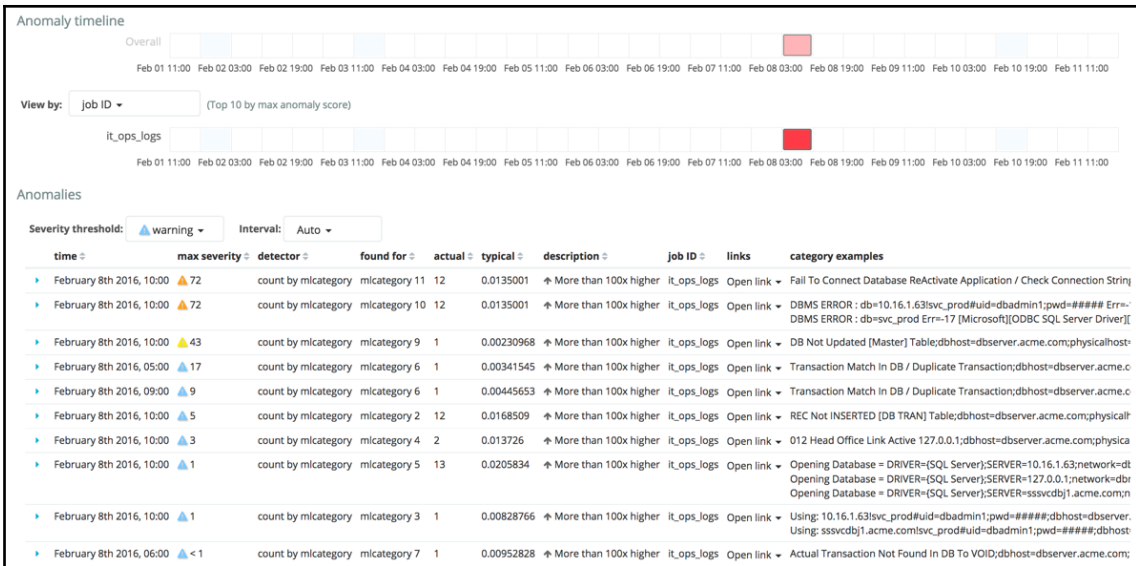 Anomaly timeline
Overall
Feb 01 11:00 Feb 02 03:00 Feb 02 19:00 Feb 03 11:00 Feb 04 03:00 Feb 04 19:00 Feb 05 11:00 Feb 06 03:00 Feb 06 19:00 Feb 07 11:00 Feb 08 03:00 Feb 08 19:00 Feb 09 11:00 Feb 10 03:00 Feb 10 19:00 Feb 11 11:00
View by: job ID (Top 10 by max anomaly score)
it_ops_logs
Feb 01 11:00 Feb 02 03:00 Feb 02 19:00 Feb 03 11:00 Feb 04 03:00 Feb 04 19:00 Feb 05 11:00 Feb 06 03:00 Feb 06 19:00 Feb 07 11:00 Feb 08 03:00 Feb 08 19:00 Feb 09 11:00 Feb 10 03:00 Feb 10 19:00 Feb 11 11:00
Anomalies
Severity threshold: warning Interval: Auto
time max severity detector found for actual typical description job ID links category examples
February 8th 2016, 10:00 72 count by mlcategory mlcategory 11 12 0.0135001 More than 100x higher it_ops_logs Open link Fail To Connect Database ReActivate Application / Check Connection String
February 8th 2016, 10:00 72 count by mlcategory mlcategory 10 12 0.0135001 More than 100x higher it_ops_logs Open link DBMS ERROR : db=10.16.1.63!svc_prod#uid=dbadmin1;pwd=##### Err=-
DBMS ERROR : db=svc_prod Err=-17 [Microsoft][ODBC SQL Server Driver][
February 8th 2016, 10:00 43 count by mlcategory mlcategory 9 1 0.00230968 More than 100x higher it_ops_logs Open link DB Not Updated [Master] Table;dbhost=dbserver.acme.com;physicalhost=
February 8th 2016, 05:00 17 count by mlcategory mlcategory 6 1 0.00341545 More than 100x higher it_ops_logs Open link Transaction Match In DB / Duplicate Transaction;dbhost=dbserver.acme.c
February 8th 2016, 09:00 9 count by mlcategory mlcategory 6 1 0.00445653 More than 100x higher it_ops_logs Open link Transaction Match In DB / Duplicate Transaction;dbhost=dbserver.acme.c
February 8th 2016, 10:00 5 count by mlcategory mlcategory 2 12 0.0168509 More than 100x higher it_ops_logs Open link REC Not INSERTED [DB TRAN] Table;dbhost=dbserver.acme.com;physicalh
February 8th 2016, 10:00 3 count by mlcategory mlcategory 4 2 0.013726 More than 100x higher it_ops_logs Open link 012 Head Office Link Active 127.0.0.1;dbhost=dbserver.acme.com;physica
February 8th 2016, 10:00 1 count by mlcategory mlcategory 5 13 0.0205834 More than 100x higher it_ops_logs Open link Opening Database = DRIVER={SQL Server};SERVER=10.16.1.63;network=db
Opening Database = DRIVER={SQL Server};SERVER=127.0.0.1;network=dbn
Opening Database = DRIVER={SQL Server};SERVER=sssvcdbj1.acme.com;n
February 8th 2016, 10:00 1 count by mlcategory mlcategory 3 1 0.00828766 More than 100x higher it_ops_logs Open link Using: 10.16.1.63!svc_prod#uid=dbadmin1;pwd=#####;dbhost=dbserver.
Using: sssvcdbj1.acme.com!svc_prod#uid=dbadmin1;pwd=#####;dbhost=
February 8th 2016, 06:00 < 1 count by mlcategory mlcategory 7 1 0.00952828 More than 100x higher it_ops_logs Open link Actual Transaction Not Found In DB To VOID;dbhost=dbserver.acme.com;